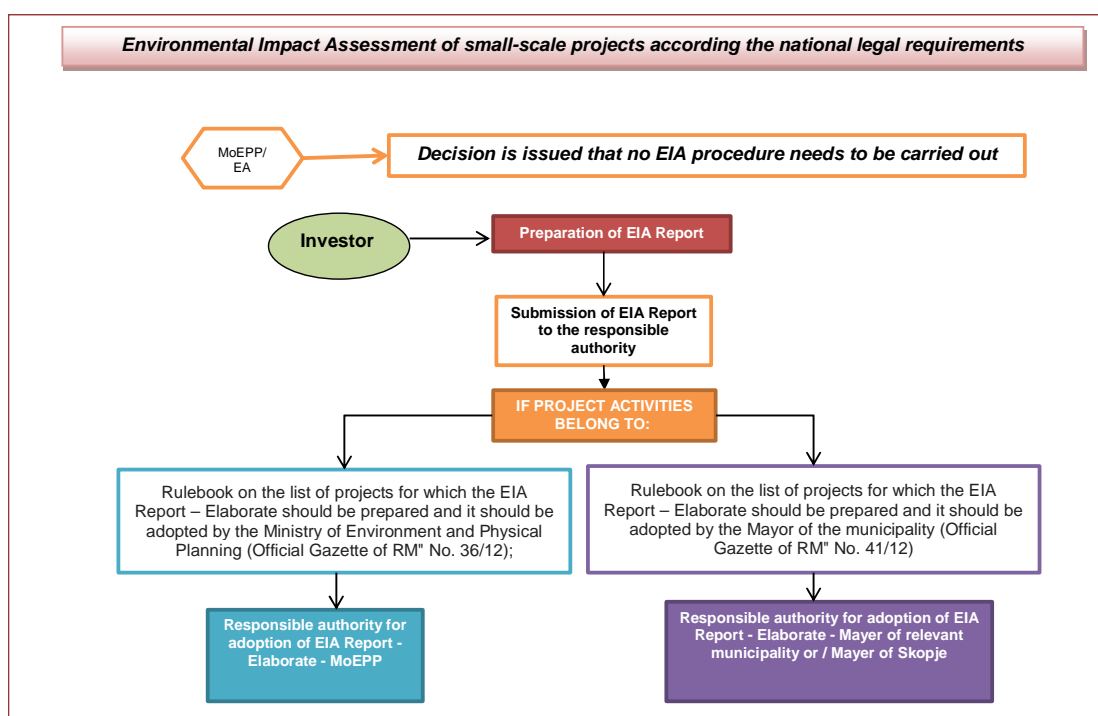 Environmental Impact Assessment of small-scale projects according the national legal requirements
MoEPP/
EA
Decision is issued that no EIA procedure needs to be carried out
Investor
Preparation of EIA Report
Submission of EIA Report
to the responsible
authority
IF PROJECT ACTIVITIES
BELONG TO:
Rulebook on the list of projects for which the EIA
Report – Elaborate should be prepared and it should be
adopted by the Ministry of Environment and Physical
Planning (Official Gazette of RM" No. 36/12);
Rulebook on the list of projects for which the EIA
Report – Elaborate should be prepared and it should be
adopted by the Mayor of the municipality (Official
Gazette of RM" No. 41/12)
Responsible authority for
adoption of EIA Report -
Elaborate - MoEPP
Responsible authority for adoption of EIA
Report - Elaborate - Mayer of relevant
municipality or / Mayer of Skopje